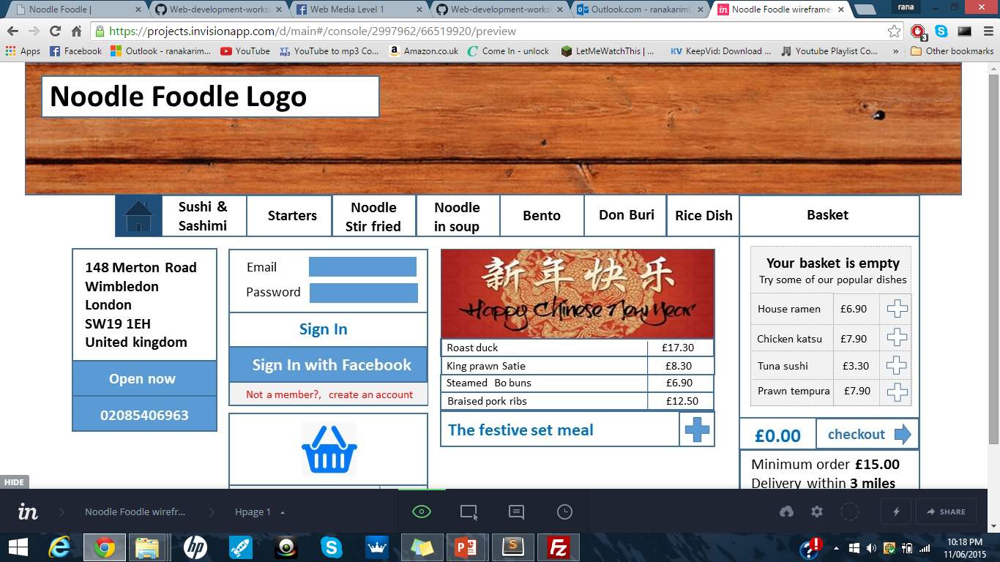 Noodle Foodle |
Web-development-works
Web Media Level 1
Web-development-works
Outlook.com - ranakarim
Noodle Foodle wireframe
rana
https://projects.invisionapp.com/d/main#/console/2997962/66519920/preview
3
Apps
Facebook
Outlook - ranakarim...
YouTube
YouTube to mp3 Co...
Amazon.co.uk
Come In - unlock
LetMeWatchThis | ...
KeepVid: Download ...
Youtube Playlist Co...
»
Other bookmarks
Noodle Foodle Logo
Sushi &
Sashimi
Starters
Noodle
Stir fried
Noodle
in soup
Bento
Don Buri
Rice Dish
Basket
148 Merton Road
Wimbledon
London
SW19 1EH
United kingdom
Open now
02085406963
Email
Password
Sign In
Sign In with Facebook
Not a member?, create an account
新年快乐
Happy Chinese New Year
Roast duck £17.30
King prawn Satie £8.30
Steamed Bo buns £6.90
Braised pork ribs £12.50
The festive set meal
Your basket is empty
Try some of our popular dishes
House ramen £6.90
Chicken katsu £7.90
Tuna sushi £3.30
Prawn tempura £7.90
£0.00
checkout
Minimum order £15.00
Delivery within 3 miles
HIDE
in
Noodle Foodle wirefr...
Hpage 1
SHARE
10:18 PM
11/06/2015